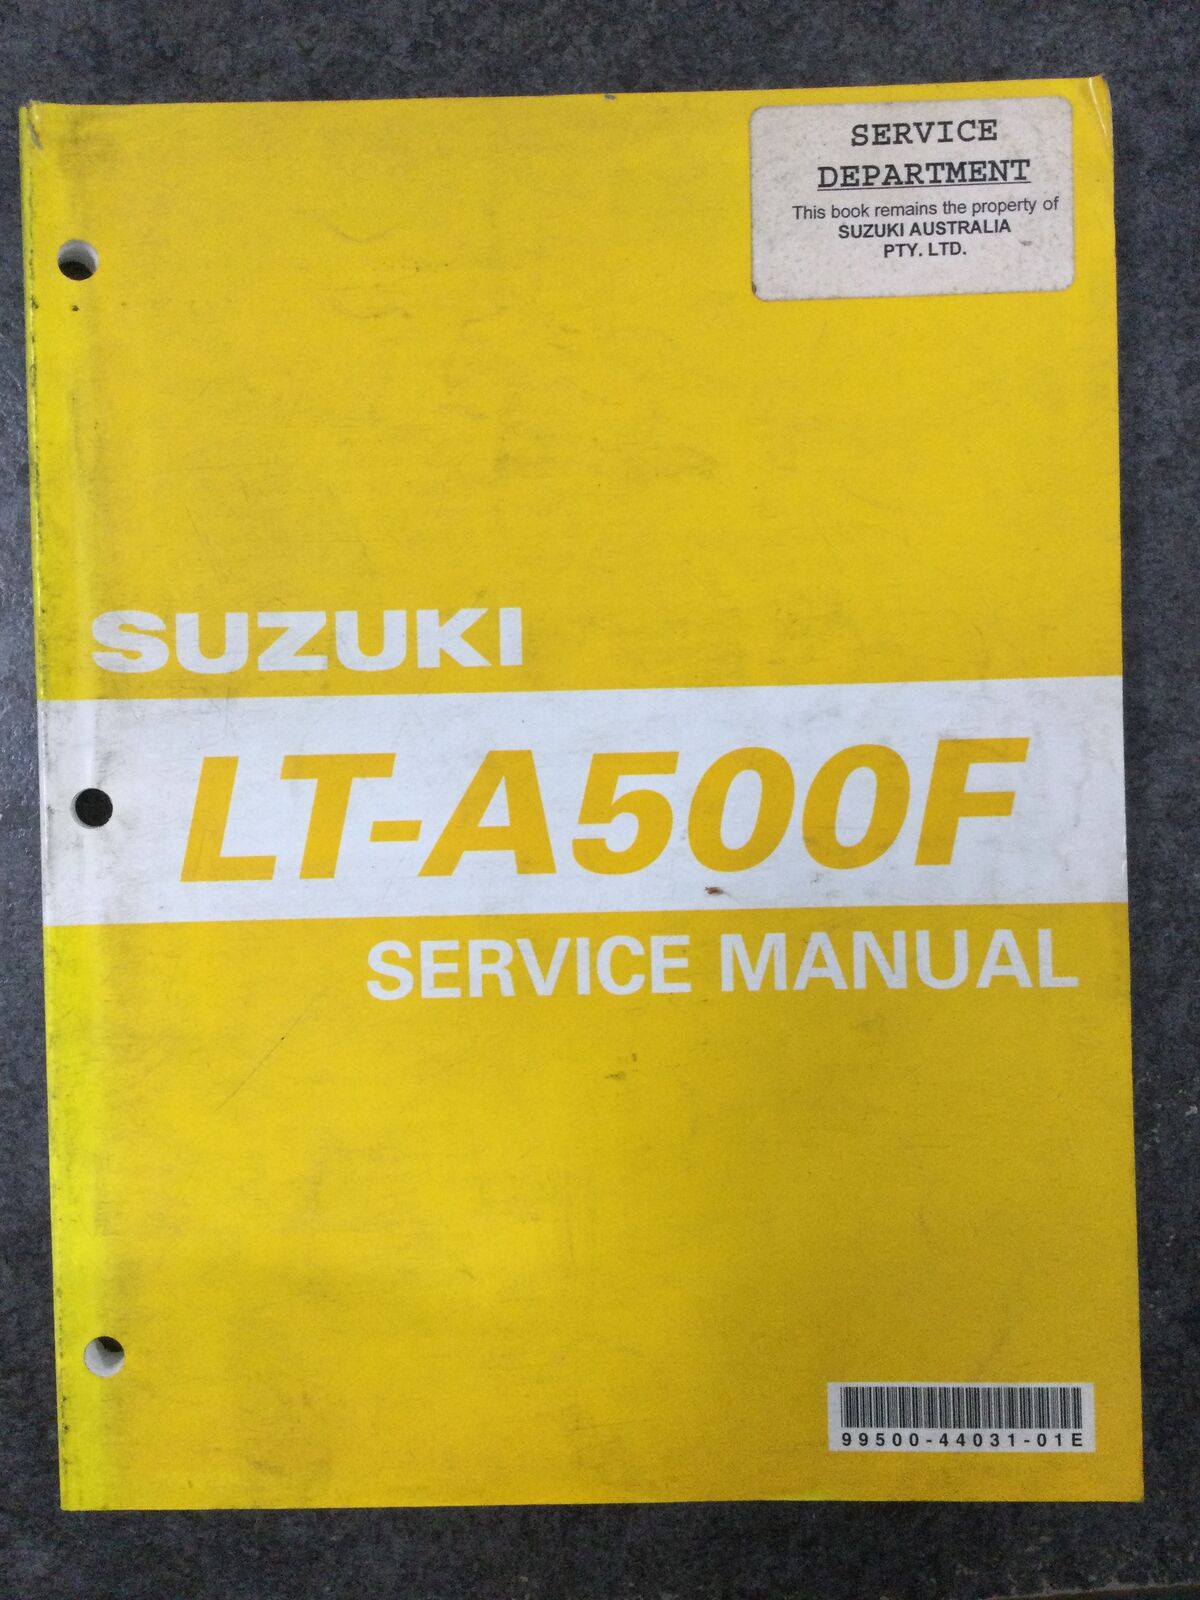 SERVICE
DEPARTMENT
This book remains the property of
SUZUKI AUSTRALIA
PTY. LTD.
SUZUKI
LT-A500F
SERVICE MANUAL
99500-44031-01E